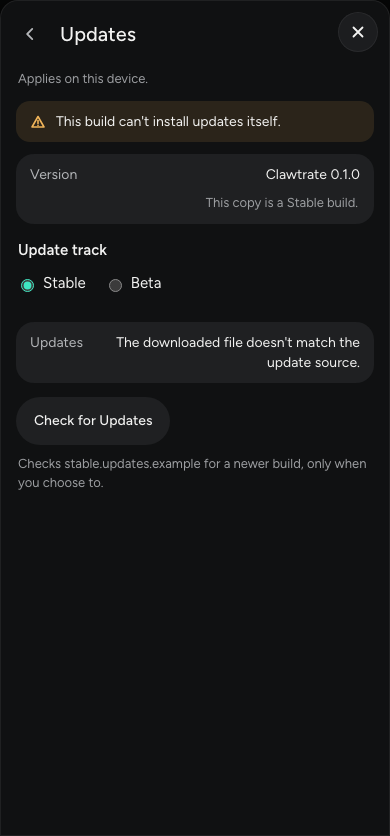 Updates
Applies on this device.
This build can't install updates itself.
Version
Clawtrate 0.1.0
This copy is a Stable build.
Update track
Stable
Beta
Updates
The downloaded file doesn't match the
update source.
Check for Updates
Checks stable.updates.example for a newer build, only when
you choose to.